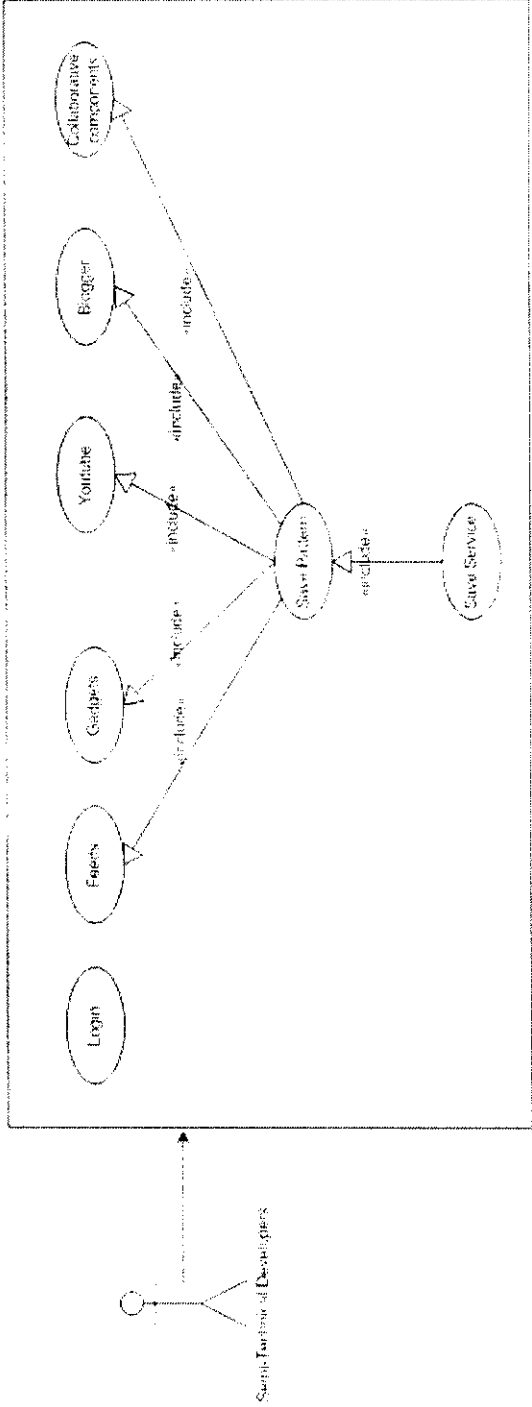 Login
Feeds
Gadgets
Youtube
Blogger
Collaborative
components
«include»
«include»
«include»
«include»
«include»
Save Pattern
«include»
Save Service
Semi-Technical Developers